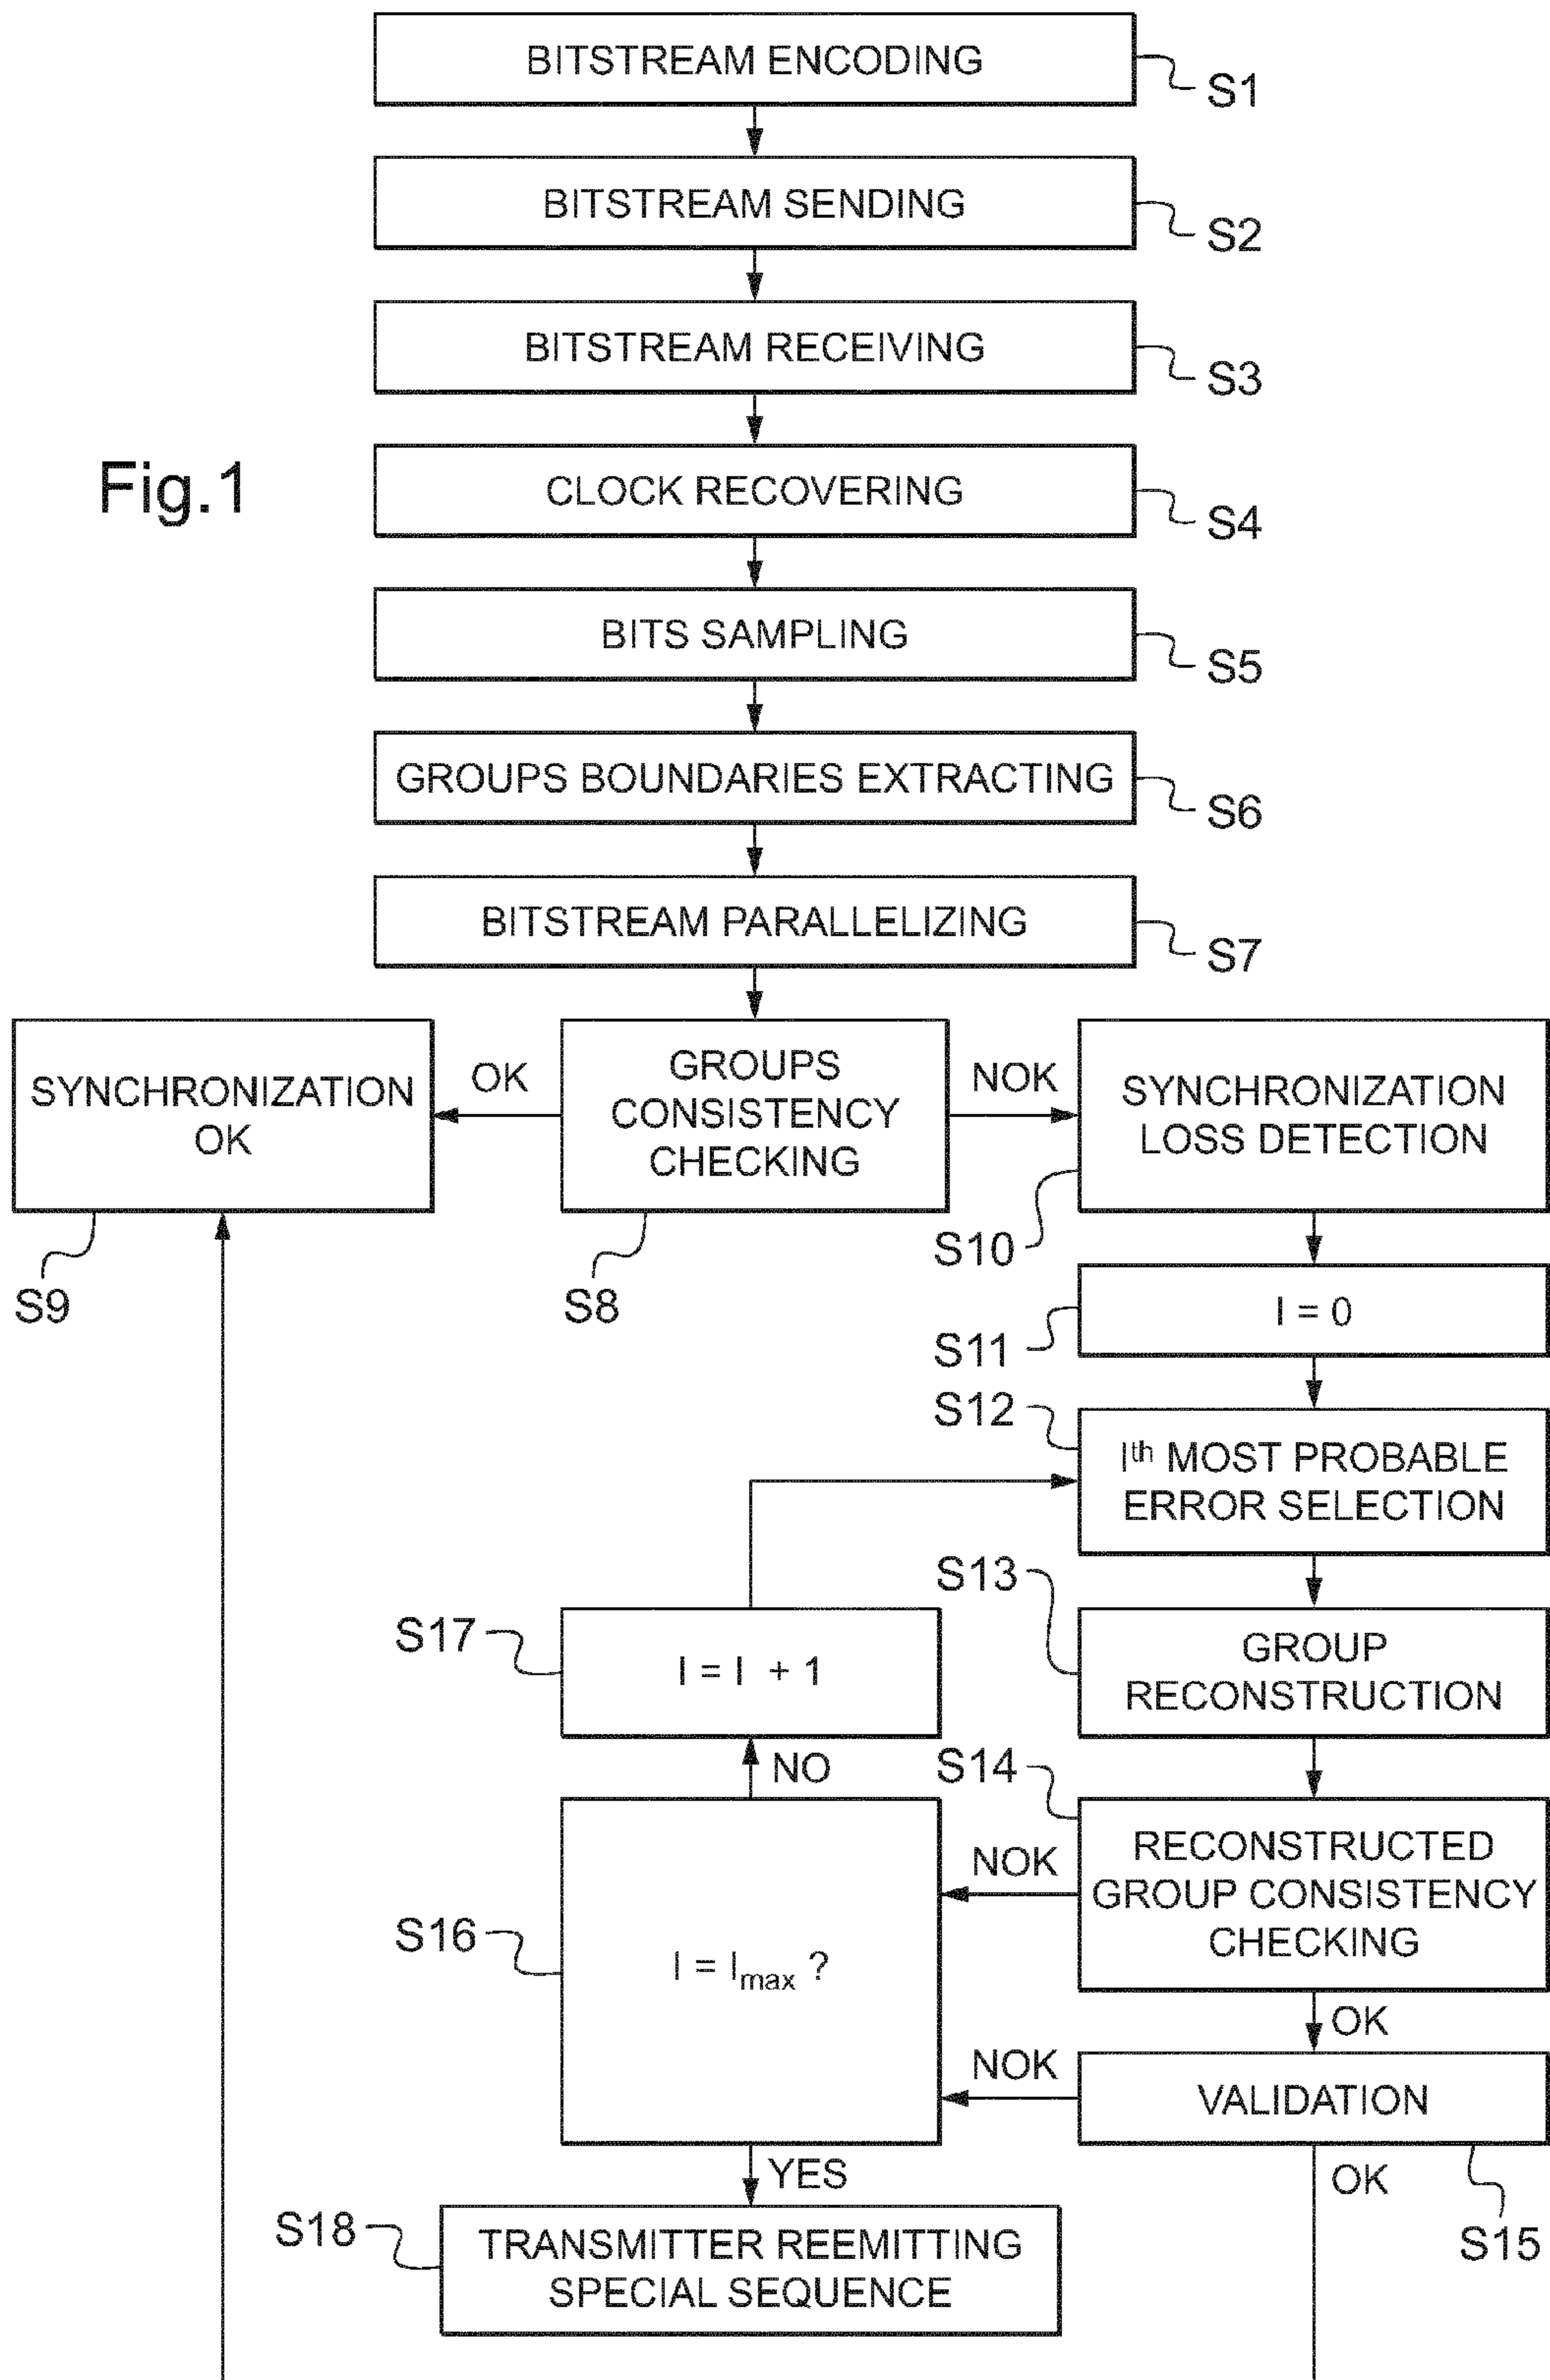 BITSTREAM ENCODING
S1
BITSTREAM SENDING
S2
BITSTREAM RECEIVING
S3
Fig.1
CLOCK RECOVERING
S4
BITS SAMPLING
S5
GROUPS BOUNDARIES EXTRACTING
S6
BITSTREAM PARALLELIZING
S7
SYNCHRONIZATION
OK
S9
OK
GROUPS
CONSISTENCY
CHECKING
S8
NOK
SYNCHRONIZATION
LOSS DETECTION
S10
I = 0
S11
S12
Ith MOST PROBABLE
ERROR SELECTION
S13
GROUP
RECONSTRUCTION
S17
I = I + 1
NO
S14
RECONSTRUCTED
GROUP CONSISTENCY
CHECKING
NOK
S16
I = Imax ?
OK
NOK
VALIDATION
S15
YES
OK
S18
TRANSMITTER REEMITTING
SPECIAL SEQUENCE